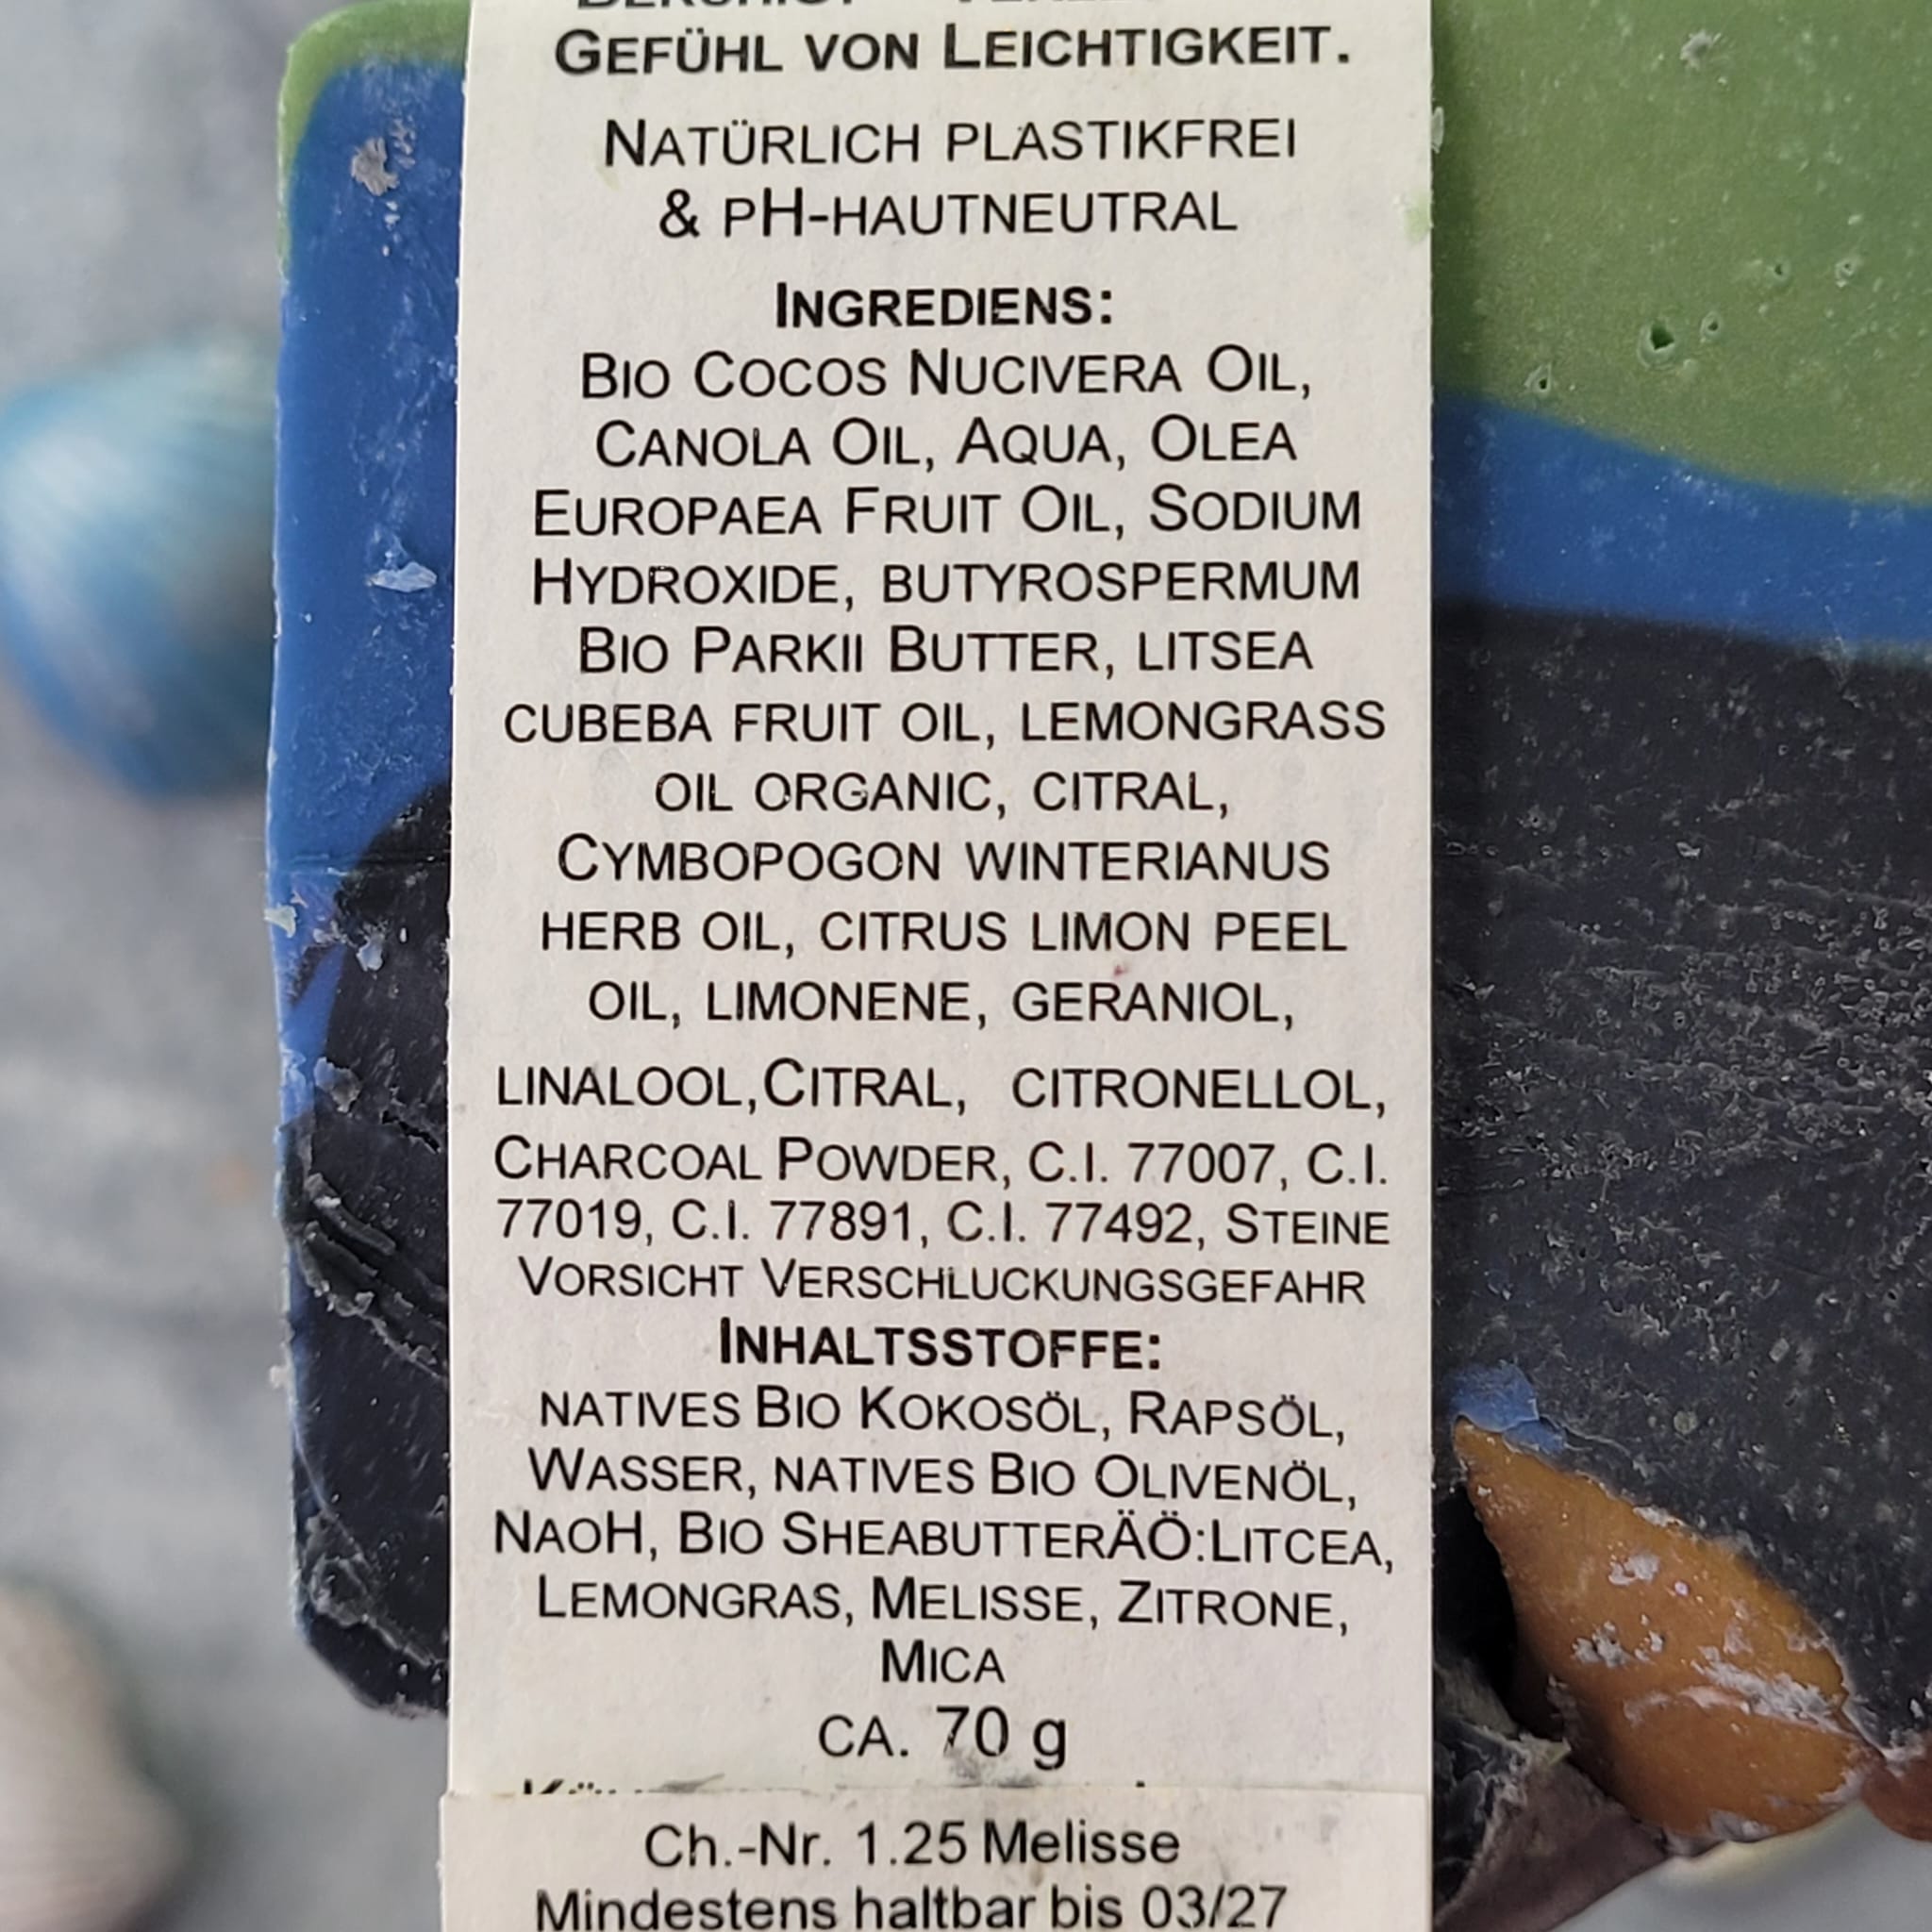 GEFÜHL VON LEICHTIGKEIT.
NATÜRLICH PLASTIKFREI
& PH-HAUTNEUTRAL
INGREDIENS:
BIO COCOS NUCIVERA OIL,
CANOLA OIL, AQUA, OLEA
EUROPAEA FRUIT OIL, SODIUM
HYDROXIDE, BUTYROSPERMUM
BIO PARKII BUTTER, LITSEA
CUBEBA FRUIT OIL, LEMONGRASS
OIL ORGANIC, CITRAL,
CYMBOPOGON WINTERIANUS
HERB OIL, CITRUS LIMON PEEL
OIL, LIMONENE, GERANIOL,
LINALOOL,CITRAL, CITRONELLOL,
CHARCOAL POWDER, C.I. 77007, C.I.
77019, C.I. 77891, C.I. 77492, STEINE
VORSICHT VERSCHLUCKUNGSGEFAHR
INHALTSSTOFFE:
NATIVES BIO KOKOSÖL, RAPSÖL,
WASSER, NATIVES BIO OLIVENÖL,
NAOH, BIO SHEABUTTERÄÖ:LITCEA,
LEMONGRAS, MELISSE, ZITRONE,
MICA
CA. 70 g
Ch.-Nr. 1.25 Melisse
Mindestens haltbar bis 03/27